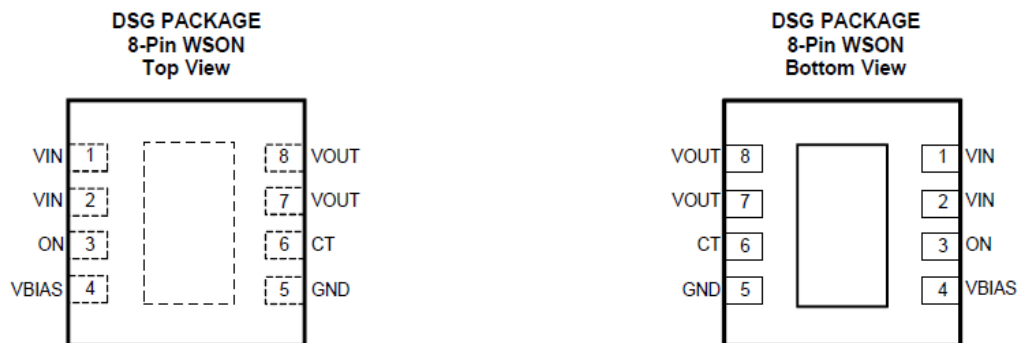 DSG PACKAGE
8-Pin WSON
Top View
VIN 1 8 VOUT
VIN 2 7 VOUT
ON 3 6 CT
VBIAS 4 5 GND
DSG PACKAGE
8-Pin WSON
Bottom View
VOUT 8 1 VIN
VOUT 7 2 VIN
CT 6 3 ON
GND 5 4 VBIAS